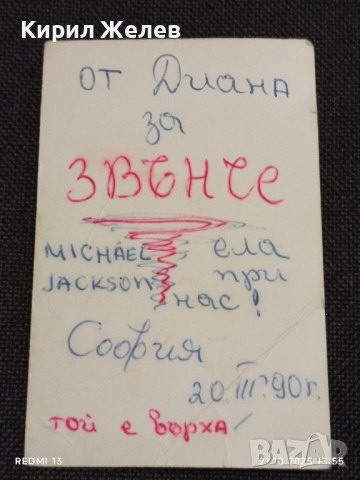 Кирил Желев
от Диана
за
ЗВЪНЧЕ
MICHAEL ела
JACKSON при
нас!
София
20.III.90г.
той е върха!
REDMI 13
bazar